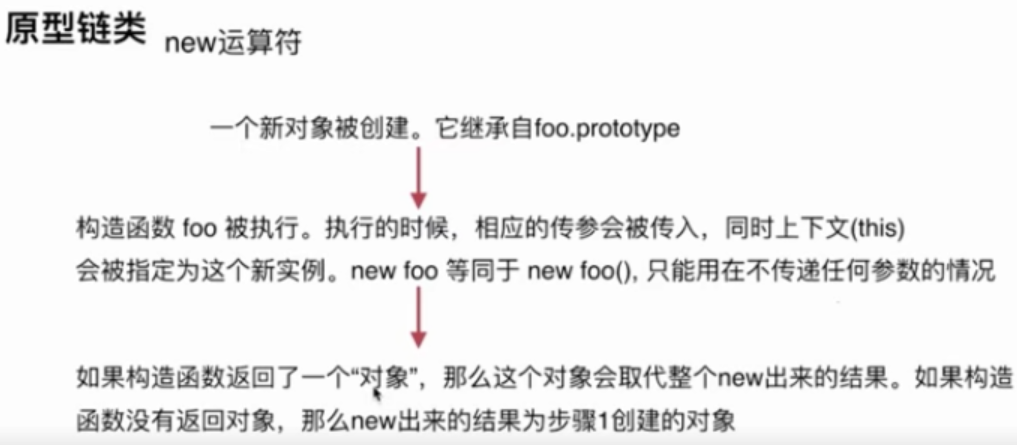 原型链类 new运算符
一个新对象被创建。它继承自foo.prototype
构造函数 foo 被执行。执行的时候，相应的传参会被传入，同时上下文(this)
会被指定为这个新实例。new foo 等同于 new foo(), 只能用在不传递任何参数的情况
如果构造函数返回了一个“对象”，那么这个对象会取代整个new出来的结果。如果构造
函数没有返回对象，那么new出来的结果为步骤1创建的对象